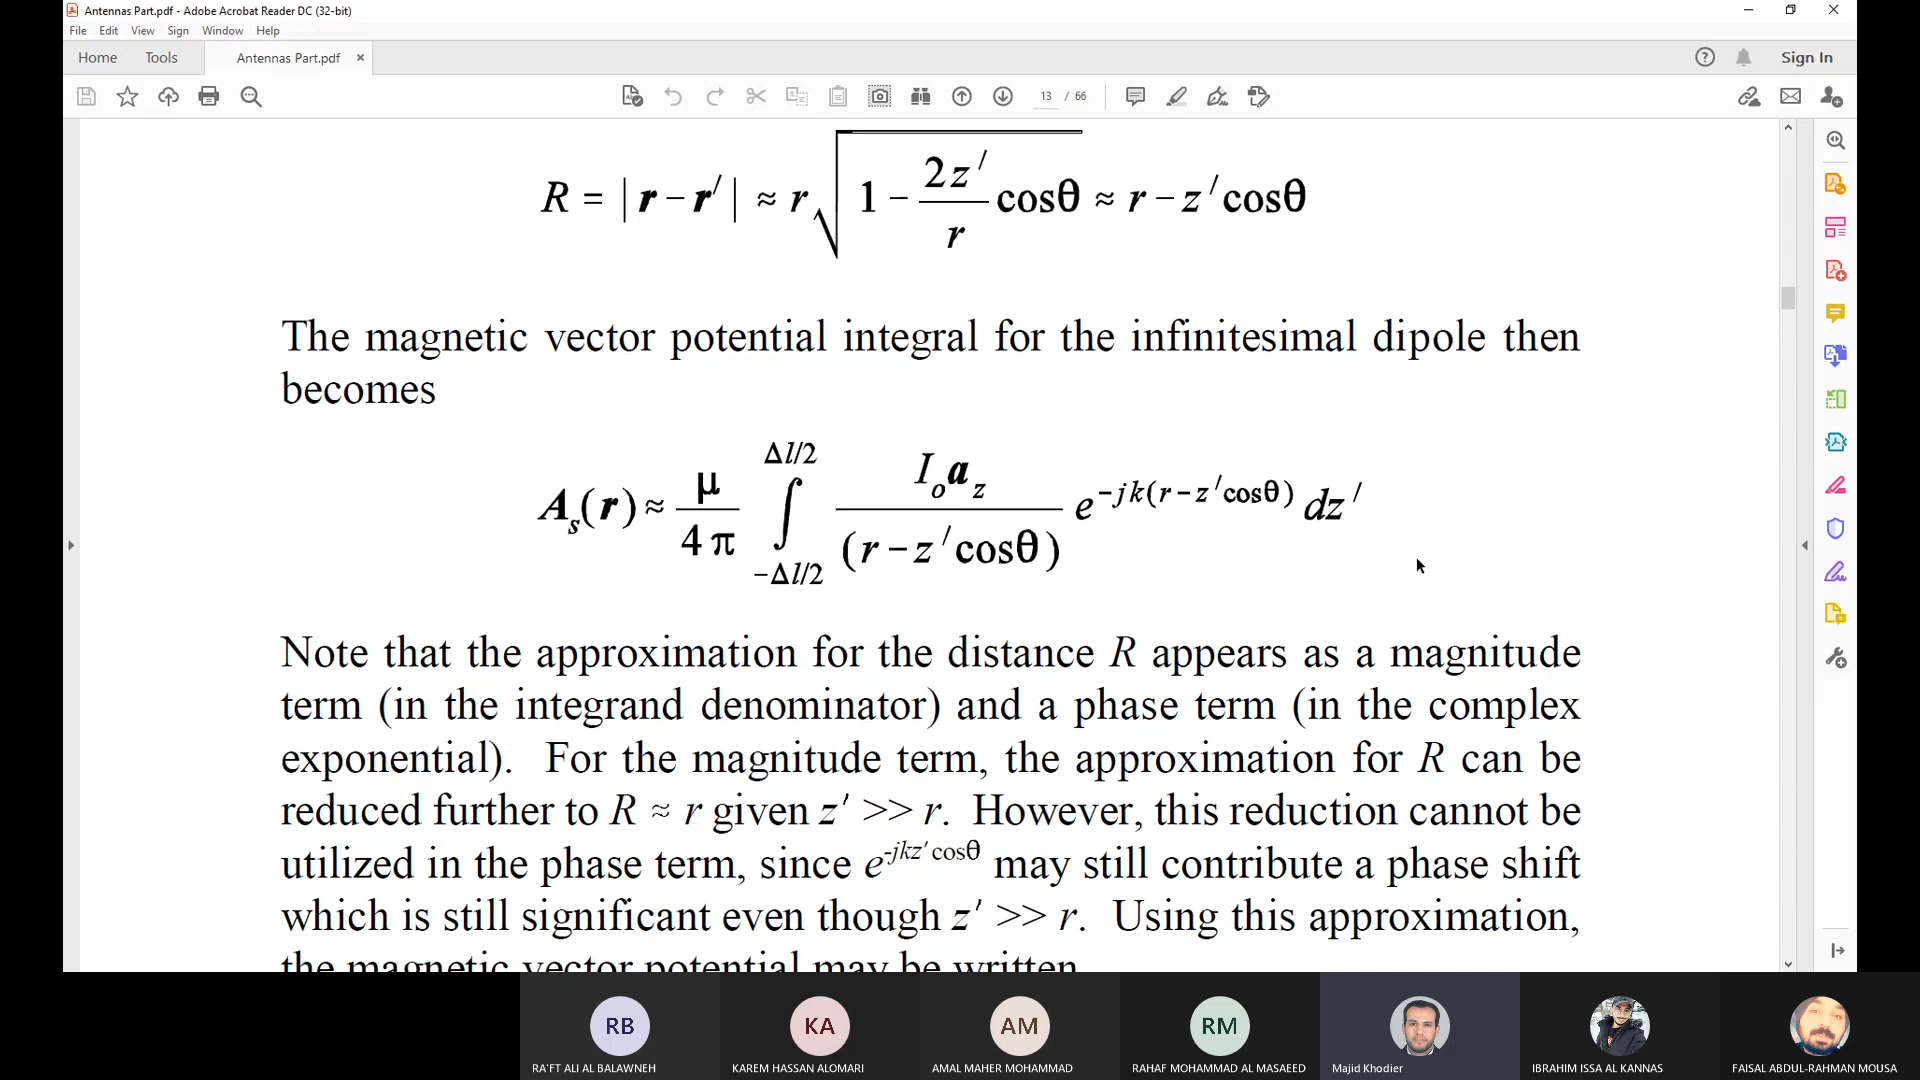 Antennas Part.pdf - Adobe Acrobat Reader DC (32-bit)
File Edit View Sign Window Help
Home Tools Antennas Part.pdf × Sign In
13 / 66
R = | r − r′ | ≈ r √(1 − (2z′/r) cosθ) ≈ r − z′cosθ
The magnetic vector potential integral for the infinitesimal dipole then
becomes
A_s(r) ≈ μ/(4π) ∫_{−Δl/2}^{Δl/2} I_o a_z/(r − z′cosθ) e^{−jk(r − z′cosθ)} dz′
Note that the approximation for the distance R appears as a magnitude
term (in the integrand denominator) and a phase term (in the complex
exponential). For the magnitude term, the approximation for R can be
reduced further to R ≈ r given z′ >> r. However, this reduction cannot be
utilized in the phase term, since e^{-jkz′cosθ} may still contribute a phase shift
which is still significant even though z′ >> r. Using this approximation,
the magnetic vector potential may be written
RB KA AM RM
RA'FT ALI AL BALAWNEH KAREM HASSAN ALOMARI AMAL MAHER MOHAMMAD RAHAF MOHAMMAD AL MASAEED Majid Khodier IBRAHIM ISSA AL KANNAS FAISAL ABDUL-RAHMAN MOUSA